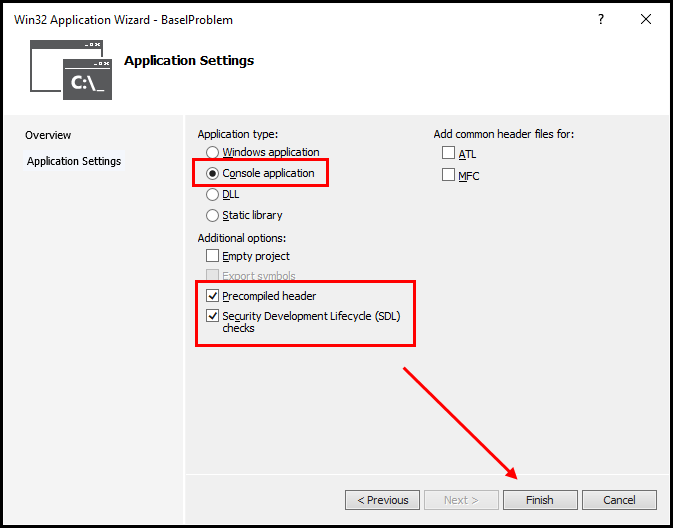 Win32 Application Wizard - BaselProblem
?
C:\_
Application Settings
Overview
Application Settings
Application type:
Windows application
Console application
DLL
Static library
Additional options:
Empty project
Export symbols
Precompiled header
Security Development Lifecycle (SDL)
checks
Add common header files for:
ATL
MFC
< Previous
Next >
Finish
Cancel